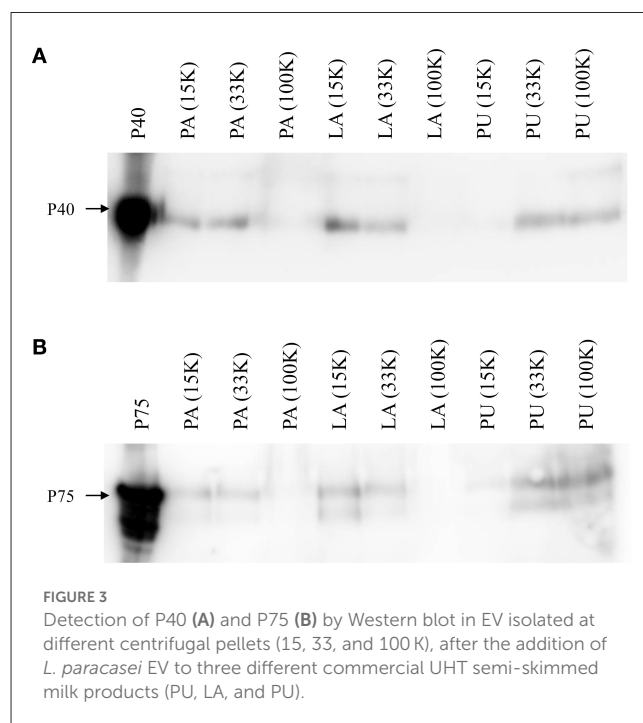 A
P40
PA (15K)
PA (33K)
PA (100K)
LA (15K)
LA (33K)
LA (100K)
PU (15K)
PU (33K)
PU (100K)
P40
B
P75
PA (15K)
PA (33K)
PA (100K)
LA (15K)
LA (33K)
LA (100K)
PU (15K)
PU (33K)
PU (100K)
P75
FIGURE 3
Detection of P40 (A) and P75 (B) by Western blot in EV isolated at
different centrifugal pellets (15, 33, and 100 K), after the addition of
L. paracasei EV to three different commercial UHT semi-skimmed
milk products (PU, LA, and PU).